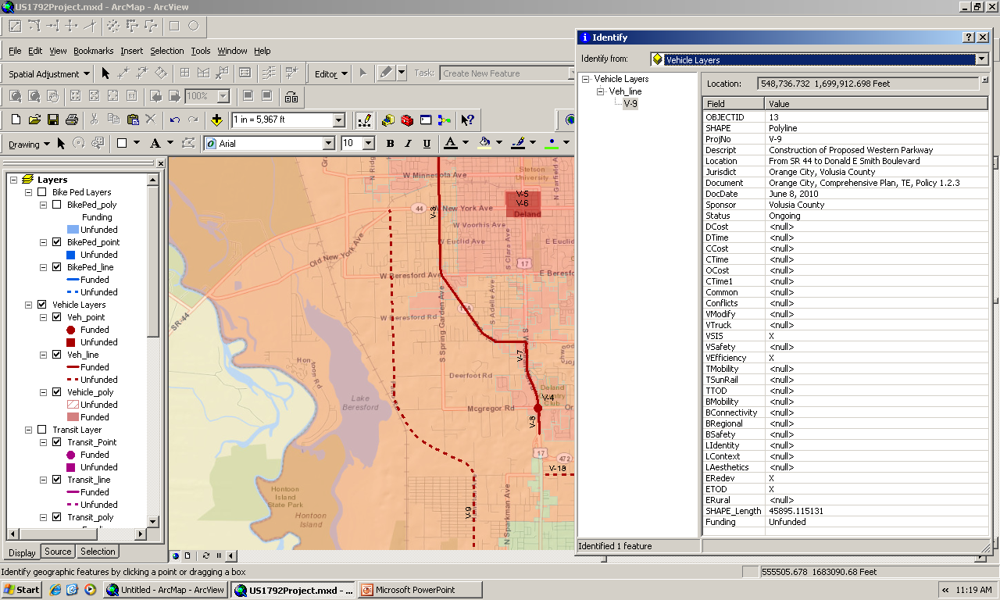 US1792Project.mxd - ArcMap - ArcView
File Edit View Bookmarks Insert Selection Tools Window Help
Spatial Adjustment
Editor
Task: Create New Feature
100%
1 in = 5,967 ft
Drawing
A
Arial
10
B I U A
Layers
Bike Ped Layers
BikePed_poly
Funding
Unfunded
BikePed_point
Unfunded
BikePed_line
Funded
Unfunded
Vehicle Layers
Veh_point
Funded
Unfunded
Veh_line
Funded
Unfunded
Vehicle_poly
Unfunded
Funded
Transit Layer
Transit_Point
Funded
Unfunded
Transit_line
Funded
Unfunded
Transit_poly
Display Source Selection
W Minnesota Ave
Stetson University
N Garfield A
44
New York Ave
V-5
V-6
Deland
W Voorhis Ave
W Euclid Ave
E Euclid
S Clara Ave
Old New York Ave
17
W Beresford Ave
E Beresfo
SR-44
W Beresford Rd
S Spring Garden Ave
S Adelle Ave
V-7
Deerfoot Rd
Lake Beresford
Deland Country Club
V-4
Mcgregor Rd
V-8
17
472
V-18
Hontoon Island State Park
Hontoon Island
V-9
N Sparkman Ave
Identify
Identify from: Vehicle Layers
Vehicle Layers
Veh_line
V-9
Location: 548,736.732 1,699,912.698 Feet
Field Value
OBJECTID 13
SHAPE Polyline
ProjNo V-9
Descript Construction of Proposed Western Parkway
Location From SR 44 to Donald E Smith Boulevard
Jurisdict Orange City, Volusia County
Document Orange City, Comprehensive Plan, TE, Policy 1.2.3
DocDate June 8, 2010
Sponsor Volusia County
Status Ongoing
DCost <null>
DTime <null>
CCost <null>
CTime <null>
OCost <null>
CTime1 <null>
Common <null>
Conflicts <null>
VModify <null>
VTruck <null>
VSIS X
VSafety <null>
VEfficiency X
TMobility <null>
TSunRail <null>
TTOD <null>
BMobility <null>
BConnectivity <null>
BRegional <null>
BSafety <null>
LIdentity <null>
LContext <null>
LAesthetics <null>
ERedev X
ETOD X
ERural <null>
SHAPE_Length 45895.115131
Funding Unfunded
Identified 1 feature
Identify geographic features by clicking a point or dragging a box
555505.678 1683090.68 Feet
Start
Untitled - ArcMap - ArcView
US1792Project.mxd - ...
Microsoft PowerPoint
11:19 AM